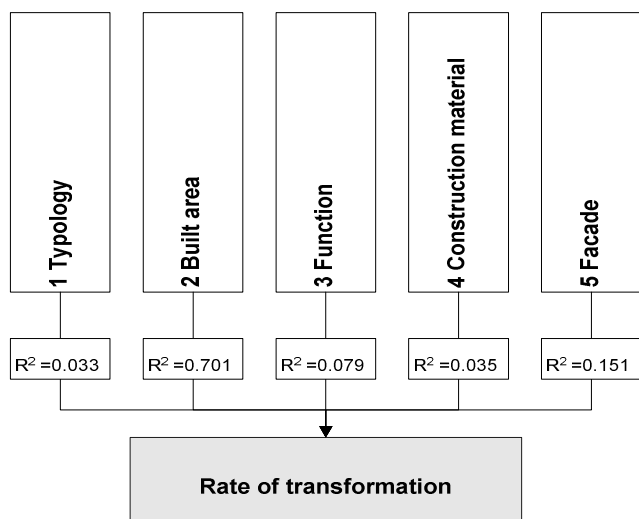 1 Typology
2 Built area
3 Function
4 Construction material
5 Facade
R² =0.033
R² =0.701
R² =0.079
R² =0.035
R² =0.151
Rate of transformation